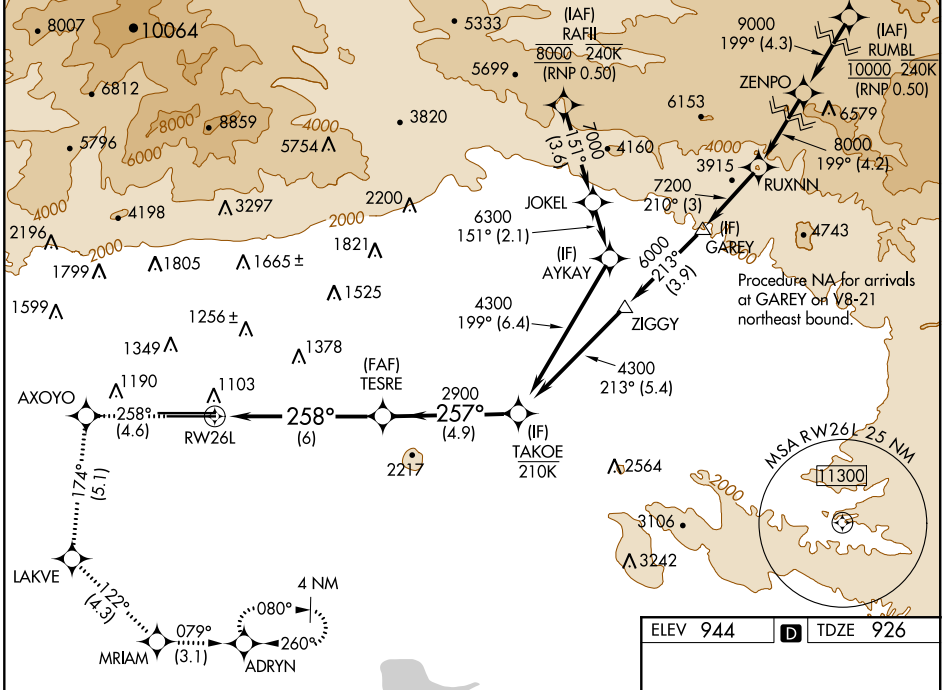 8007
10064
6812
8859
5796
8000
6000
4000
5754
3820
5333
5699
(IAF)
RAFII
8000 240K
(RNP 0.50)
7000
151°
(3.6)
4160
6153
9000
199° (4.3)
(IAF)
RUMBL
10000 240K
(RNP 0.50)
ZENPO
6579
4000
8000
199° (4.2)
3915
RUXNN
7200
210° (3)
(IF)
GAREY
4743
4000
2196
4198
3297
2200
2000
2000
1799
1805
1665 ±
1821
JOKEL
6300
151° (2.1)
(IF)
AYKAY
6000
213°
(3.9)
Procedure NA for arrivals
at GAREY on V8-21
northeast bound.
1599
1525
1256 ±
1349
1378
4300
199° (6.4)
ZIGGY
4300
213° (5.4)
1190
1103
(FAF)
TESRE
2900
AXOYO
258°
(4.6)
RW26L
258°
(6)
257°
(4.9)
(IF)
TAKOE
210K
2217
2564
MSA RW26L 25 NM
11300
2000
3106
3242
174°
(5.1)
LAKVE
122°
(4.3)
MRIAM
079°
(3.1)
ADRYN
4 NM
080°
260°
ELEV 944
D
TDZE 926